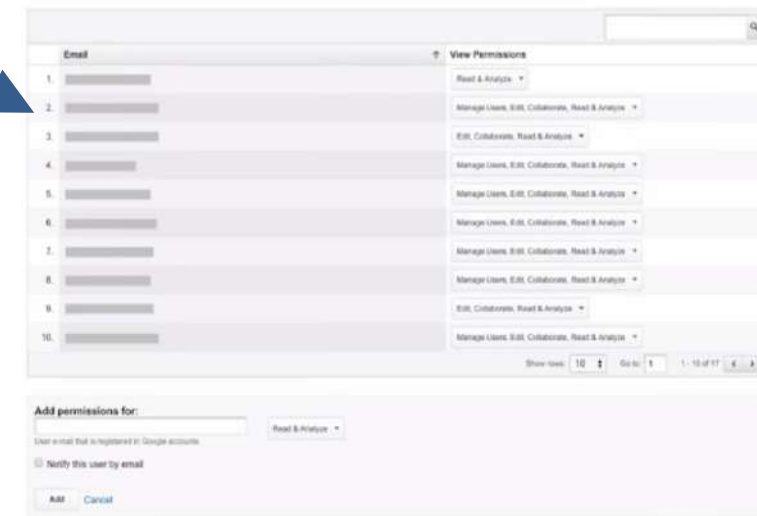 Email View Permissions
1. Read & Analyze
2. Manage Users, Edit, Collaborate, Read & Analyze
3. Edit, Collaborate, Read & Analyze
4. Manage Users, Edit, Collaborate, Read & Analyze
5. Manage Users, Edit, Collaborate, Read & Analyze
6. Manage Users, Edit, Collaborate, Read & Analyze
7. Manage Users, Edit, Collaborate, Read & Analyze
8. Manage Users, Edit, Collaborate, Read & Analyze
9. Edit, Collaborate, Read & Analyze
10. Manage Users, Edit, Collaborate, Read & Analyze
Show rows: 10 Go to: 1 1 - 10 of 17
Add permissions for:
Read & Analyze
User e-mail that is registered in Google accounts
Notify this user by email
Add Cancel